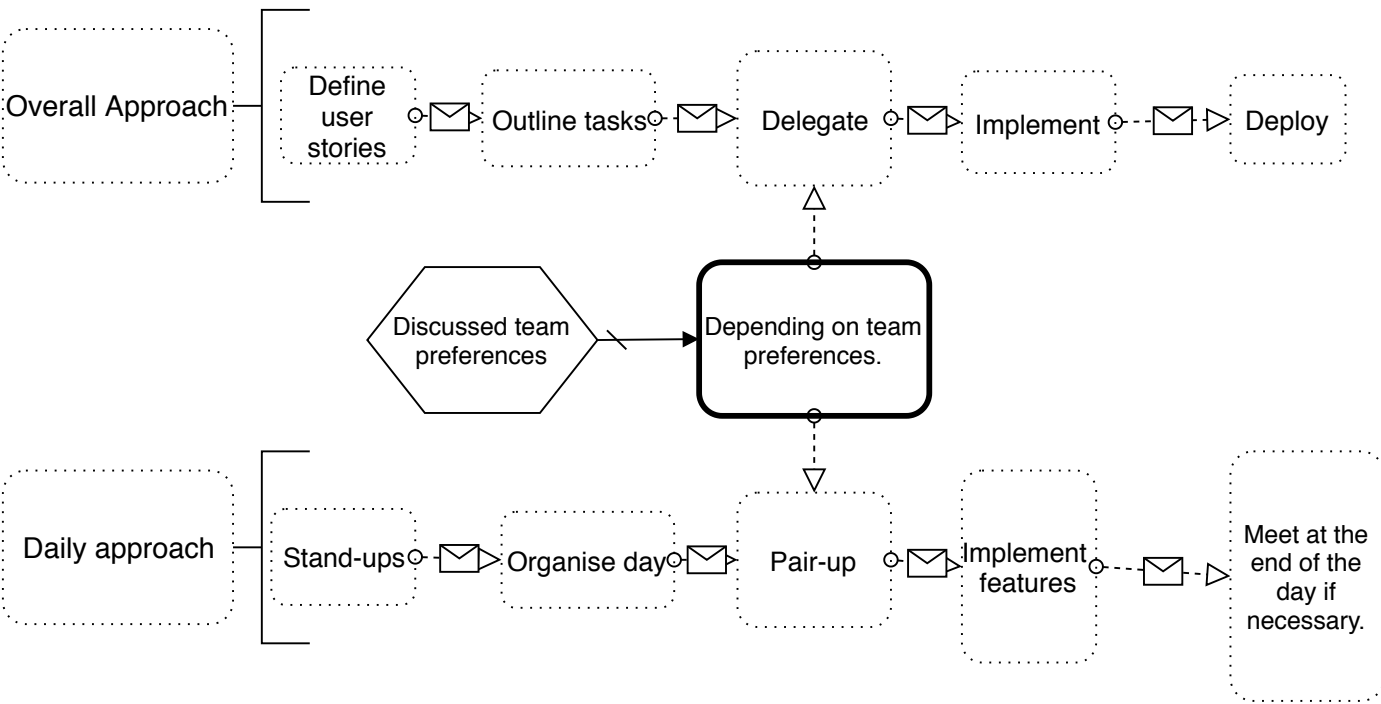 Overall Approach
Define
user
stories
Outline tasks
Delegate
Implement
Deploy
Discussed team
preferences
Depending on team
preferences.
Daily approach
Stand-ups
Organise day
Pair-up
Implement
features
Meet at the
end of the
day if
necessary.